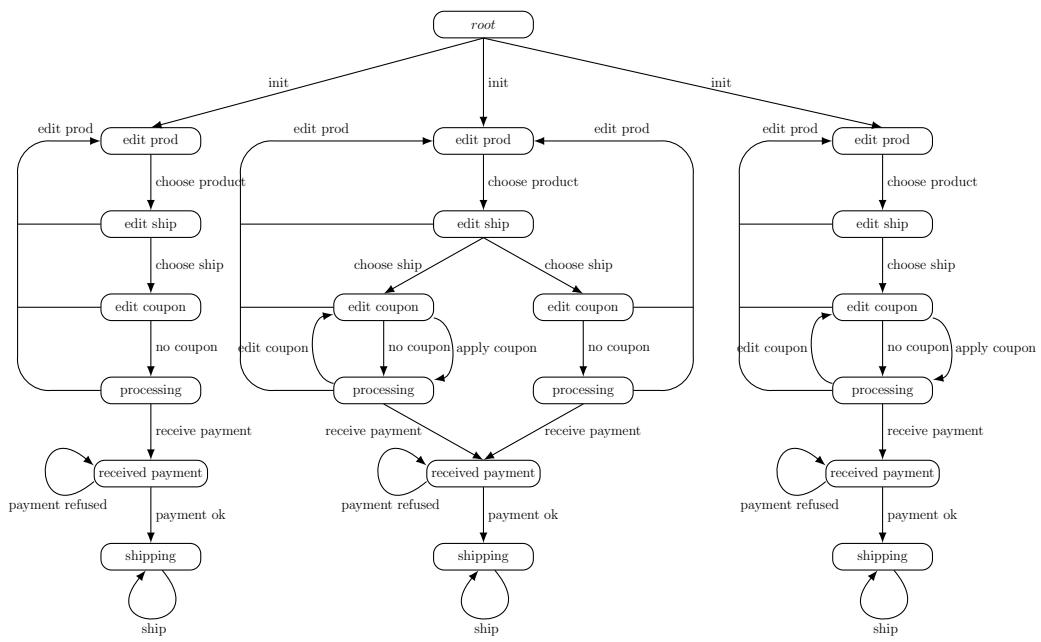 root
init init init
edit prod edit prod edit prod edit prod
edit prod edit prod edit prod
choose product choose product choose product
edit ship edit ship edit ship
choose ship choose ship choose ship choose ship
edit coupon edit coupon edit coupon edit coupon
no coupon edit coupon no coupon apply coupon no coupon edit coupon no coupon apply coupon
processing processing processing processing
receive payment receive payment receive payment receive payment
received payment received payment received payment
payment refused payment refused payment refused
payment ok payment ok payment ok
shipping shipping shipping
ship ship ship